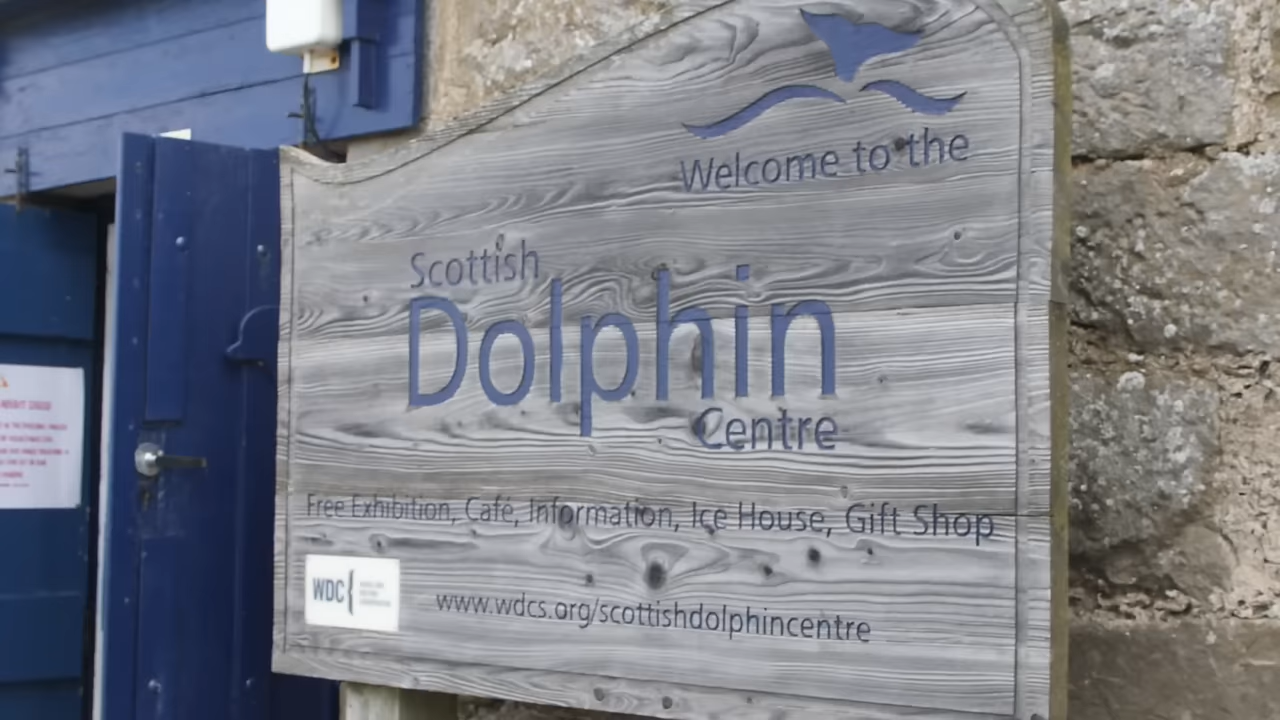 Welcome to the
Scottish
Dolphin
Centre
Free Exhibition, Café, Information, Ice House, Gift Shop
WDC
www.wdcs.org/scottishdolphincentre